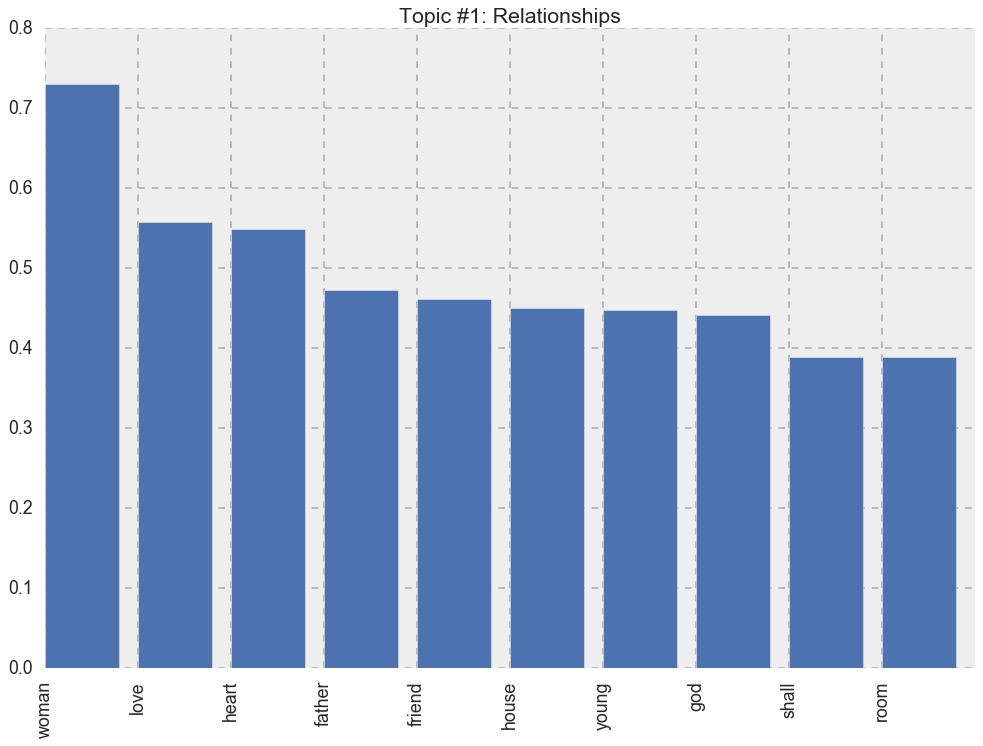 Topic #1: Relationships
0.8
0.7
0.6
0.5
0.4
0.3
0.2
0.1
0.0
woman
love
heart
father
friend
house
young
god
shall
room